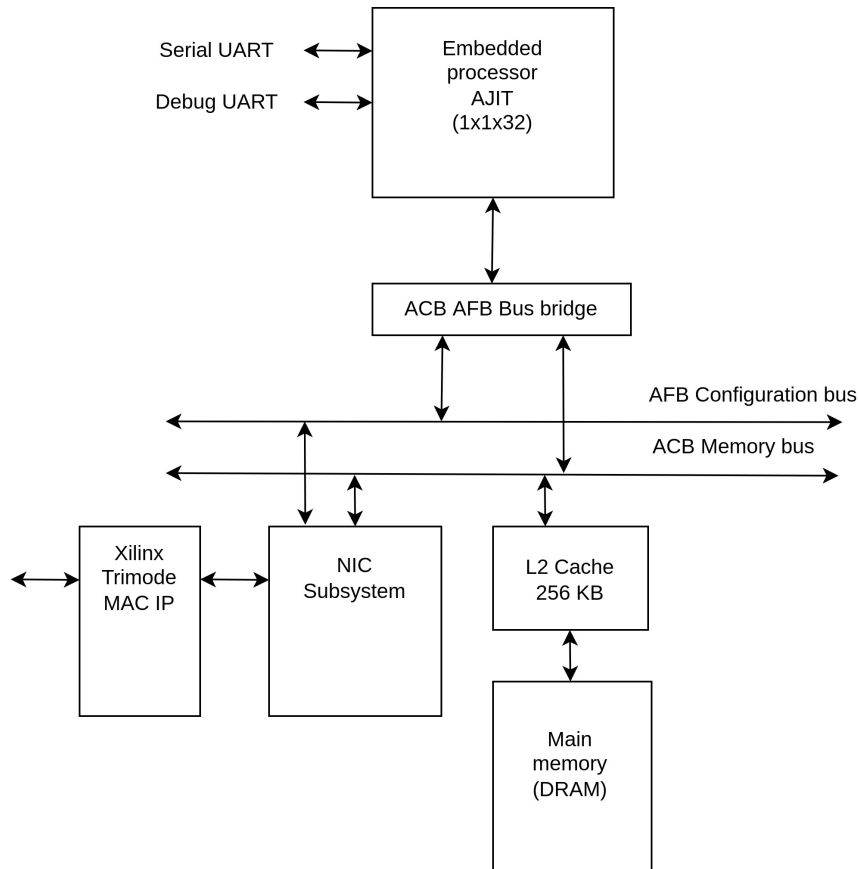 Serial UART
Debug UART
Embedded
processor
AJIT
(1x1x32)
ACB AFB Bus bridge
AFB Configuration bus
ACB Memory bus
Xilinx
Trimode
MAC IP
NIC
Subsystem
L2 Cache
256 KB
Main
memory
(DRAM)